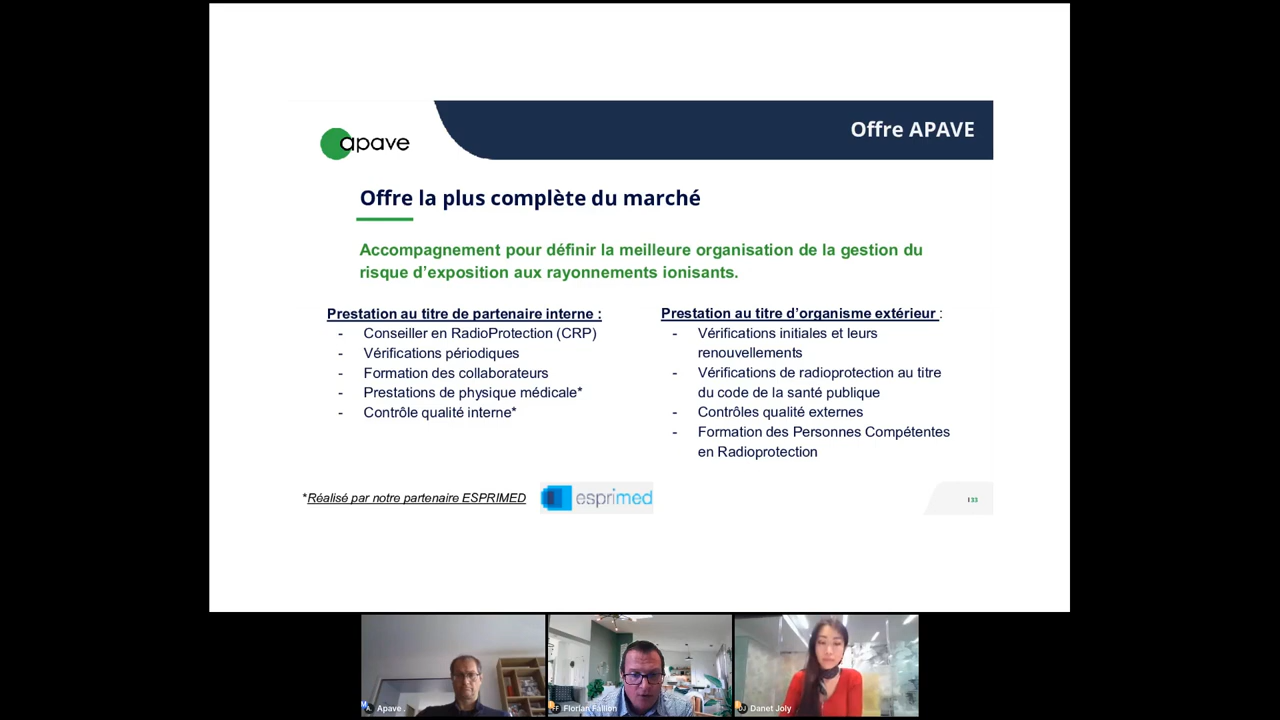 apave
Offre APAVE
Offre la plus complète du marché
Accompagnement pour définir la meilleure organisation de la gestion du
risque d’exposition aux rayonnements ionisants.
Prestation au titre de partenaire interne :
- Conseiller en RadioProtection (CRP)
- Vérifications périodiques
- Formation des collaborateurs
- Prestations de physique médicale*
- Contrôle qualité interne*
Prestation au titre d’organisme extérieur :
- Vérifications initiales et leurs
renouvellements
- Vérifications de radioprotection au titre
du code de la santé publique
- Contrôles qualité externes
- Formation des Personnes Compétentes
en Radioprotection
*Réalisé par notre partenaire ESPRIMED
esprimed
33
A. Apave .
FF Florian Fallion
DJ Danet Joly